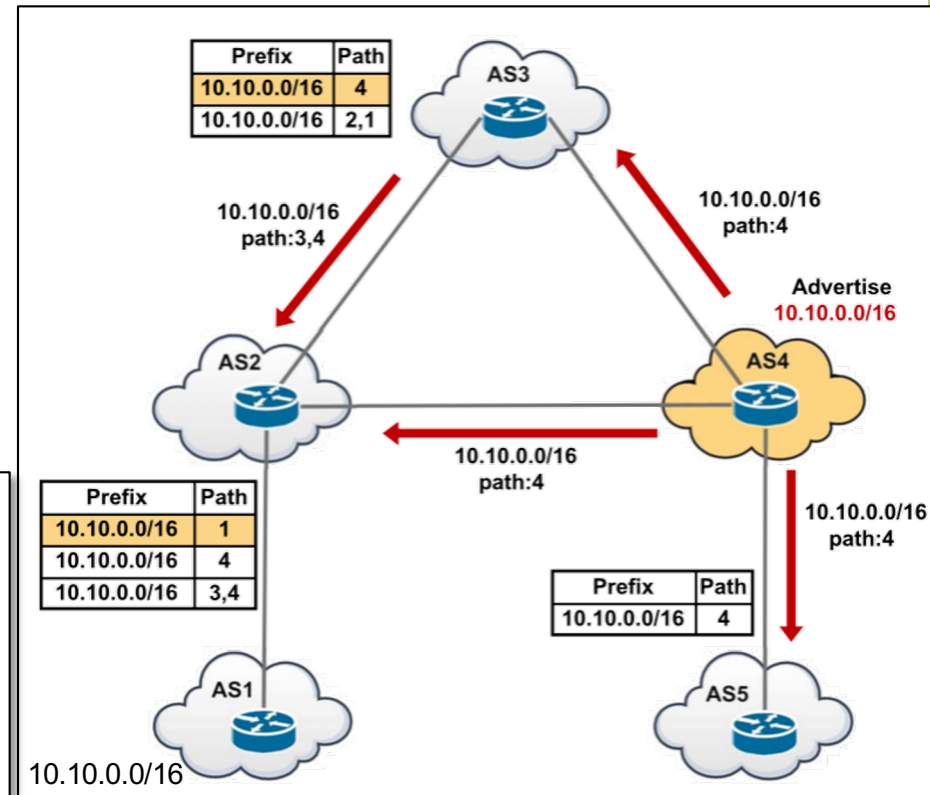 Prefix Path
10.10.0.0/16 4
10.10.0.0/16 2,1
AS3
10.10.0.0/16
path:3,4
10.10.0.0/16
path:4
Advertise
10.10.0.0/16
AS2
AS4
10.10.0.0/16
path:4
Prefix Path
10.10.0.0/16 1
10.10.0.0/16 4
10.10.0.0/16 3,4
10.10.0.0/16
path:4
Prefix Path
10.10.0.0/16 4
AS1
AS5
10.10.0.0/16